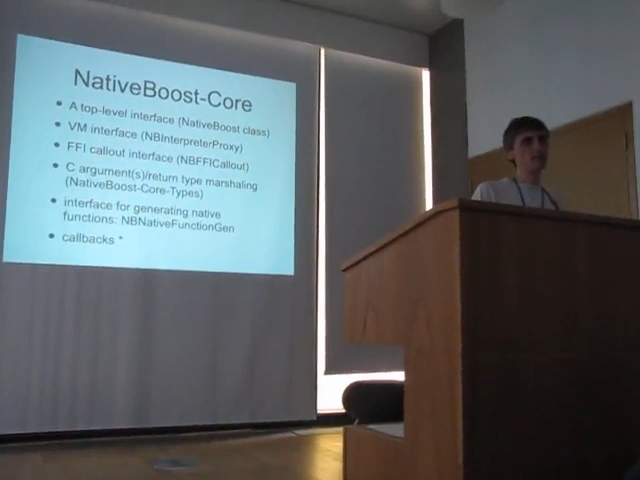 NativeBoost-Core
• A top-level interface (NativeBoost class)
• VM interface (NBInterpreterProxy)
• FFI callout interface (NBFFICallout)
• C argument(s)/return type marshaling
(NativeBoost-Core-Types)
• interface for generating native
functions: NBNativeFunctionGen
• callbacks *